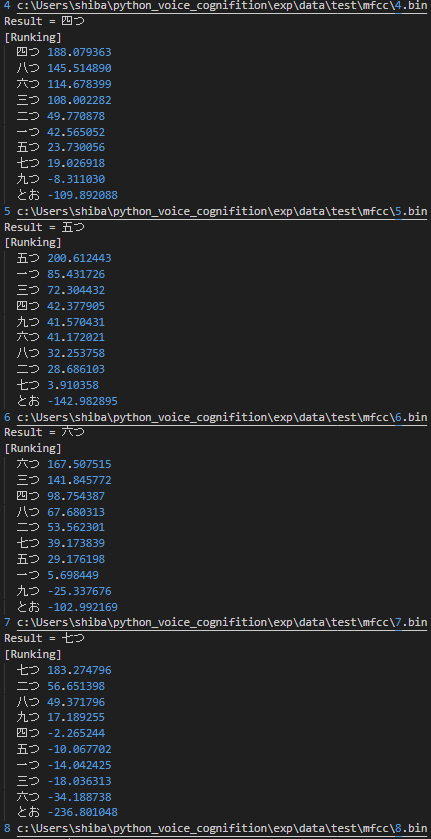 4 c:\Users\shiba\python_voice_cognifition\exp\data\test\mfcc\4.bin
Result = 四つ
[Runking]
四つ 188.079363
八つ 145.514890
六つ 114.678399
三つ 108.002282
二つ 49.770878
一つ 42.565052
五つ 23.730056
七つ 19.026918
九つ -8.311030
とお -109.892088
5 c:\Users\shiba\python_voice_cognifition\exp\data\test\mfcc\5.bin
Result = 五つ
[Runking]
五つ 200.612443
一つ 85.431726
三つ 72.304432
四つ 42.377905
九つ 41.570431
六つ 41.172021
八つ 32.253758
二つ 28.686103
七つ 3.910358
とお -142.982895
6 c:\Users\shiba\python_voice_cognifition\exp\data\test\mfcc\6.bin
Result = 六つ
[Runking]
六つ 167.507515
三つ 141.845772
四つ 98.754387
八つ 67.680313
二つ 53.562301
七つ 39.173839
五つ 29.176198
一つ 5.698449
九つ -25.337676
とお -102.992169
7 c:\Users\shiba\python_voice_cognifition\exp\data\test\mfcc\7.bin
Result = 七つ
[Runking]
七つ 183.274796
二つ 56.651398
八つ 49.371796
九つ 17.189255
四つ -2.265244
五つ -10.067702
一つ -14.042425
三つ -18.036313
六つ -34.188738
とお -236.801048
8 c:\Users\shiba\python_voice_cognifition\exp\data\test\mfcc\8.bin